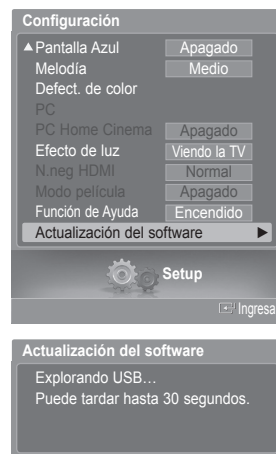 Configuración
▲Pantalla Azul Apagado
Melodía Medio
Defect. de color
PC
PC Home Cinema Apagado
Efecto de luz Viendo la TV
N.neg HDMI Normal
Modo película Apagado
Función de Ayuda Encendido
Actualización del software ►
Setup
Ingresa
Actualización del software
Explorando USB...
Puede tardar hasta 30 segundos.